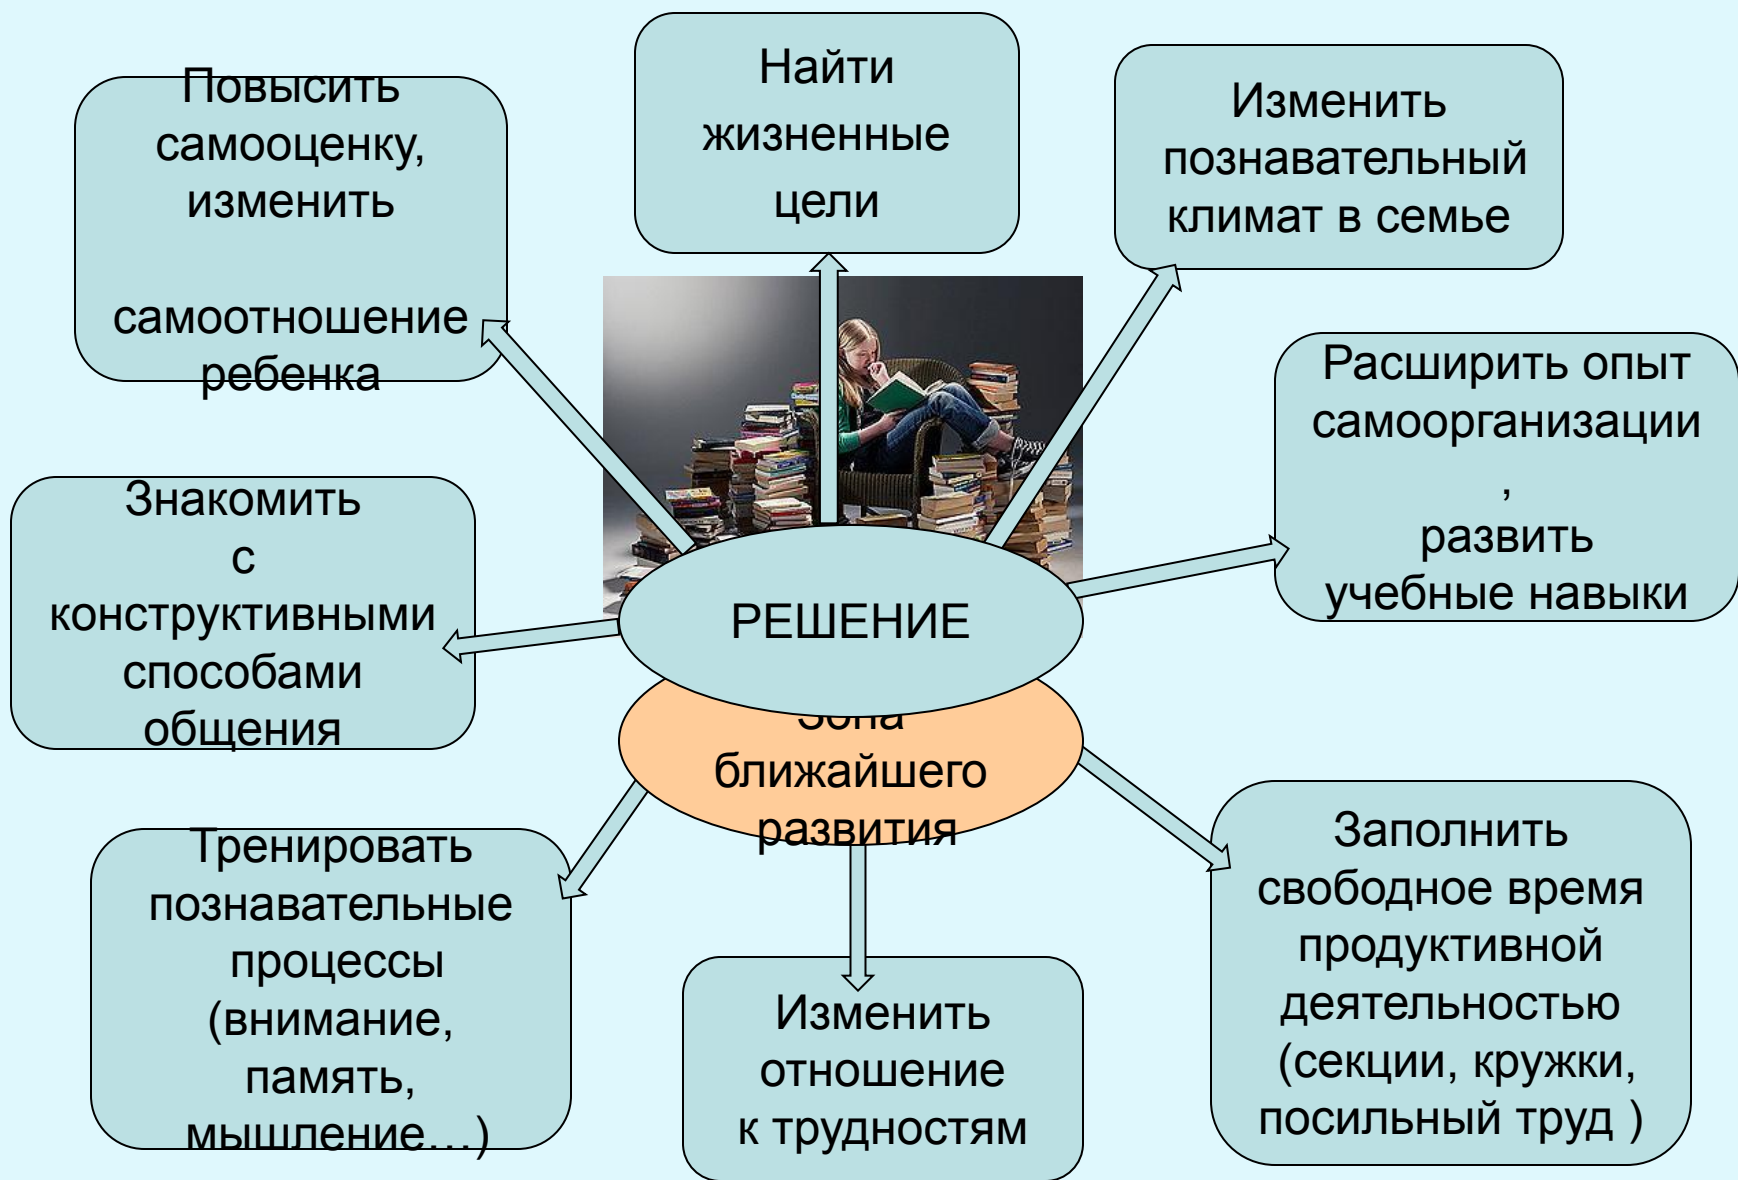 Повысить
самооценку,
изменить
самоотношение
ребенка
Найти
жизненные
цели
Изменить
познавательный
климат в семье
Расширить опыт
самоорганизации
,
развить
учебные навыки
Знакомить
с
конструктивными
способами
общения
РЕШЕНИЕ
Зона
ближайшего
развития
Тренировать
познавательные
процессы
(внимание,
память,
мышление…)
Изменить
отношение
к трудностям
Заполнить
свободное время
продуктивной
деятельностью
(секции, кружки,
посильный труд )